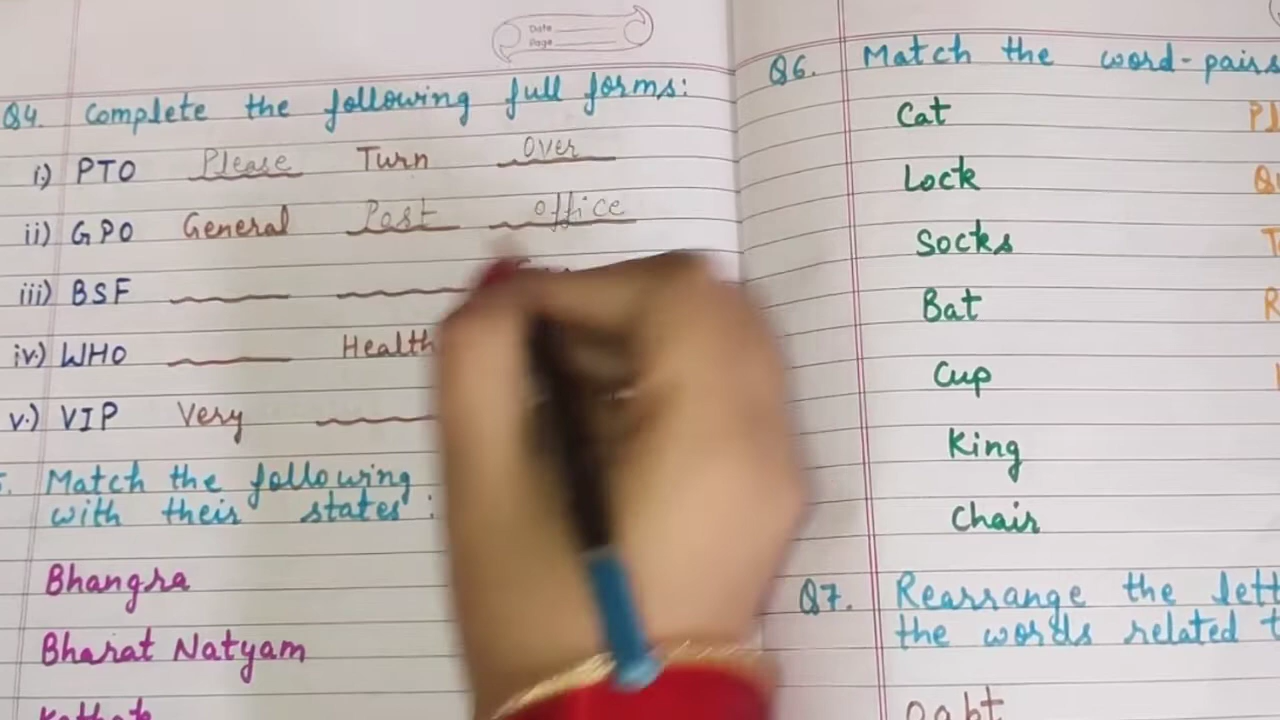 Date
Page
Q4. Complete the following full forms:
i) PTO Please Turn Over
ii) GPO General Post office
iii) BSF
iv) WHO Health
v.) VIP Very
Match the following
with their states :
Bhangra
Bharat Natyam
Q6. Match the word-pairs
Cat
Lock
Socks
Bat
Cup
King
Chair
Q7. Rearrange the
the words related
oabt